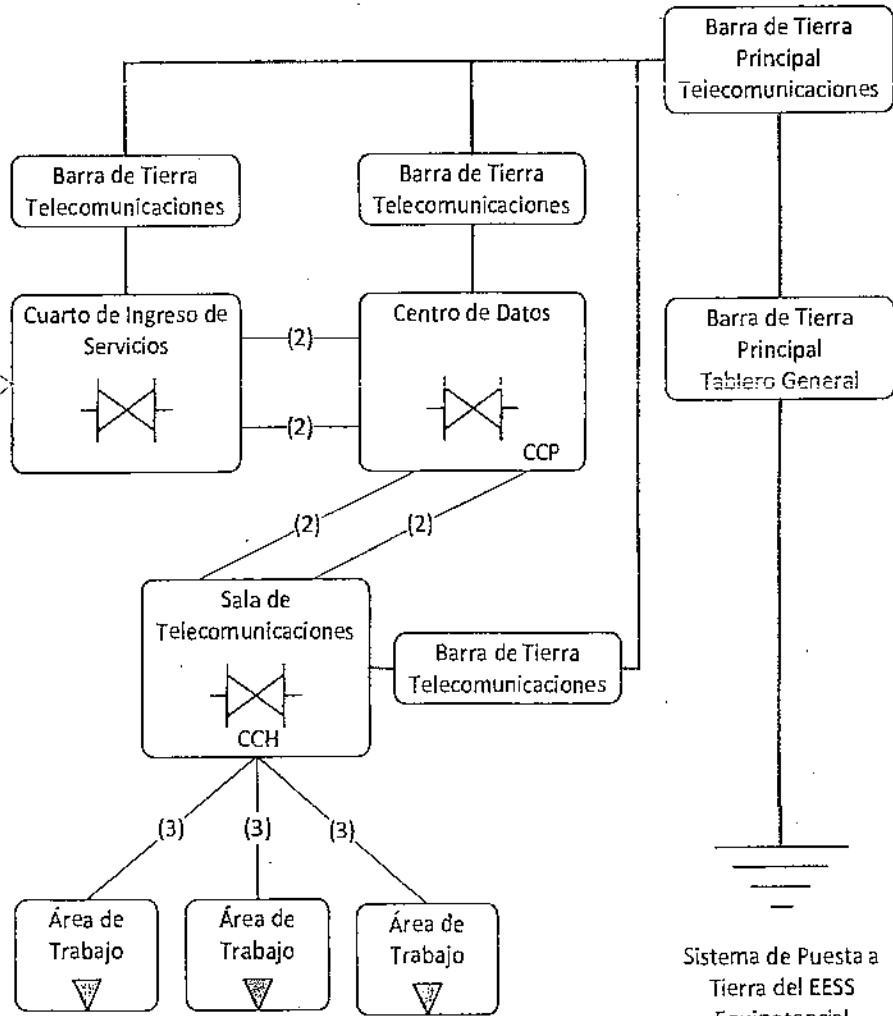 Barra de Tierra
Principal
Telecomunicaciones
Barra de Tierra
Telecomunicaciones
Barra de Tierra
Telecomunicaciones
Cuarto de Ingreso de
Servicios
(2)
(2)
Centro de Datos
CCP
Barra de Tierra
Principal
Tablero General
(2)
(2)
Sala de
Telecomunicaciones
CCH
Barra de Tierra
Telecomunicaciones
(3)
(3)
(3)
Área de
Trabajo
Área de
Trabajo
Área de
Trabajo
Sistema de Puesta a
Tierra del EESS
Equipotencial